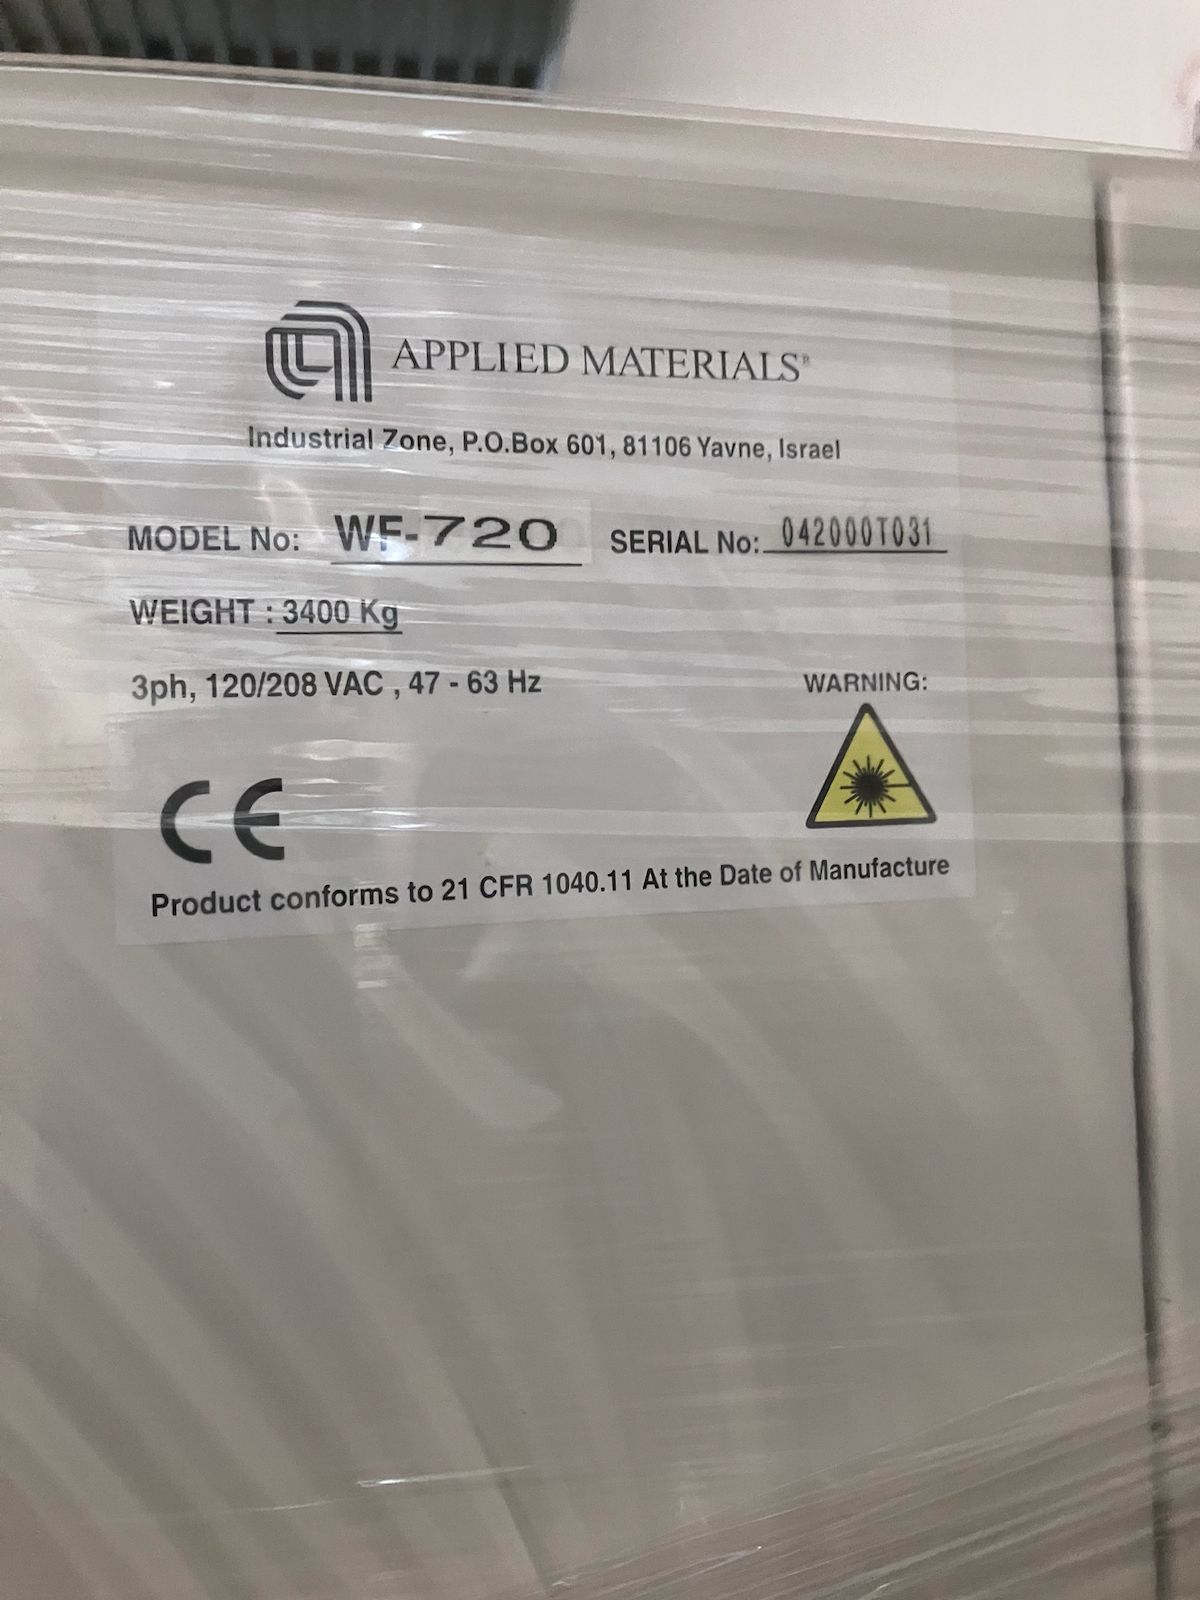 APPLIED MATERIALS®
Industrial Zone, P.O.Box 601, 81106 Yavne, Israel
MODEL No: WF-720 SERIAL No: 042000T031
WEIGHT : 3400 Kg
3ph, 120/208 VAC , 47 - 63 Hz
WARNING:
CE
Product conforms to 21 CFR 1040.11 At the Date of Manufacture